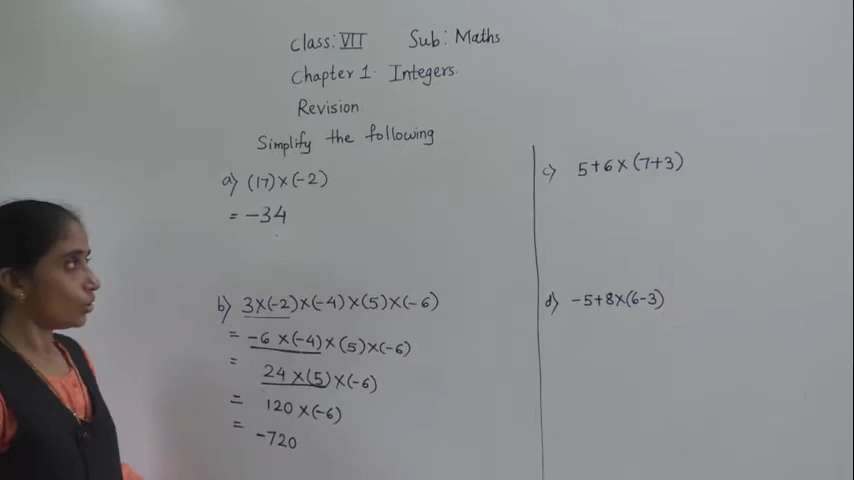 Class: VII Sub: Maths
Chapter 1. Integers.
Revision
Simplify the following
a) (17)×(-2)
= -34
b) 3×(-2)×(-4)×(5)×(-6)
= -6 ×(-4)×(5)×(-6)
= 24 ×(5)×(-6)
= 120 ×(-6)
= -720
c) 5+6×(7+3)
d) -5+8×(6-3)